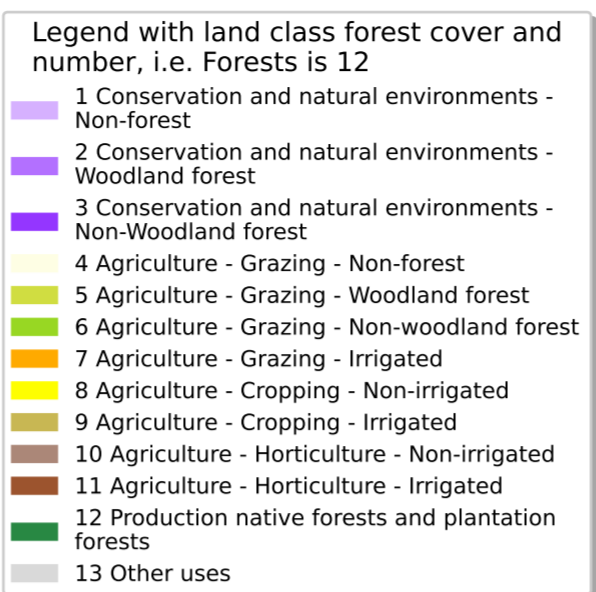 Legend with land class forest cover and
number, i.e. Forests is 12
1 Conservation and natural environments -
Non-forest
2 Conservation and natural environments -
Woodland forest
3 Conservation and natural environments -
Non-Woodland forest
4 Agriculture - Grazing - Non-forest
5 Agriculture - Grazing - Woodland forest
6 Agriculture - Grazing - Non-woodland forest
7 Agriculture - Grazing - Irrigated
8 Agriculture - Cropping - Non-irrigated
9 Agriculture - Cropping - Irrigated
10 Agriculture - Horticulture - Non-irrigated
11 Agriculture - Horticulture - Irrigated
12 Production native forests and plantation
forests
13 Other uses